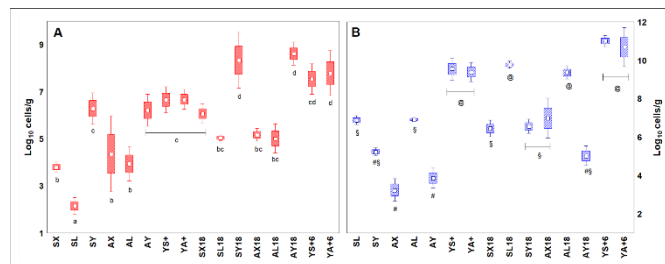 A
Log10 cells/g
9
7
5
3
1
b
a
c
b
b
c
bc
d
bc
bc
d
cd
d
SX SL SY AX AL AY YS+ YA+ SX18 SL18 SY18 AX18 AL18 AY18 YS+6 YA+6
B
§
#§
#
§
#
@
§
@
§
@
#§
@
SL SY AX AL AY YS+ YA+ SX18 SL18 SY18 AX18 AL18 AY18 YS+6 YA+6
12
10
8
6
4
2
0
Log10 cells/g